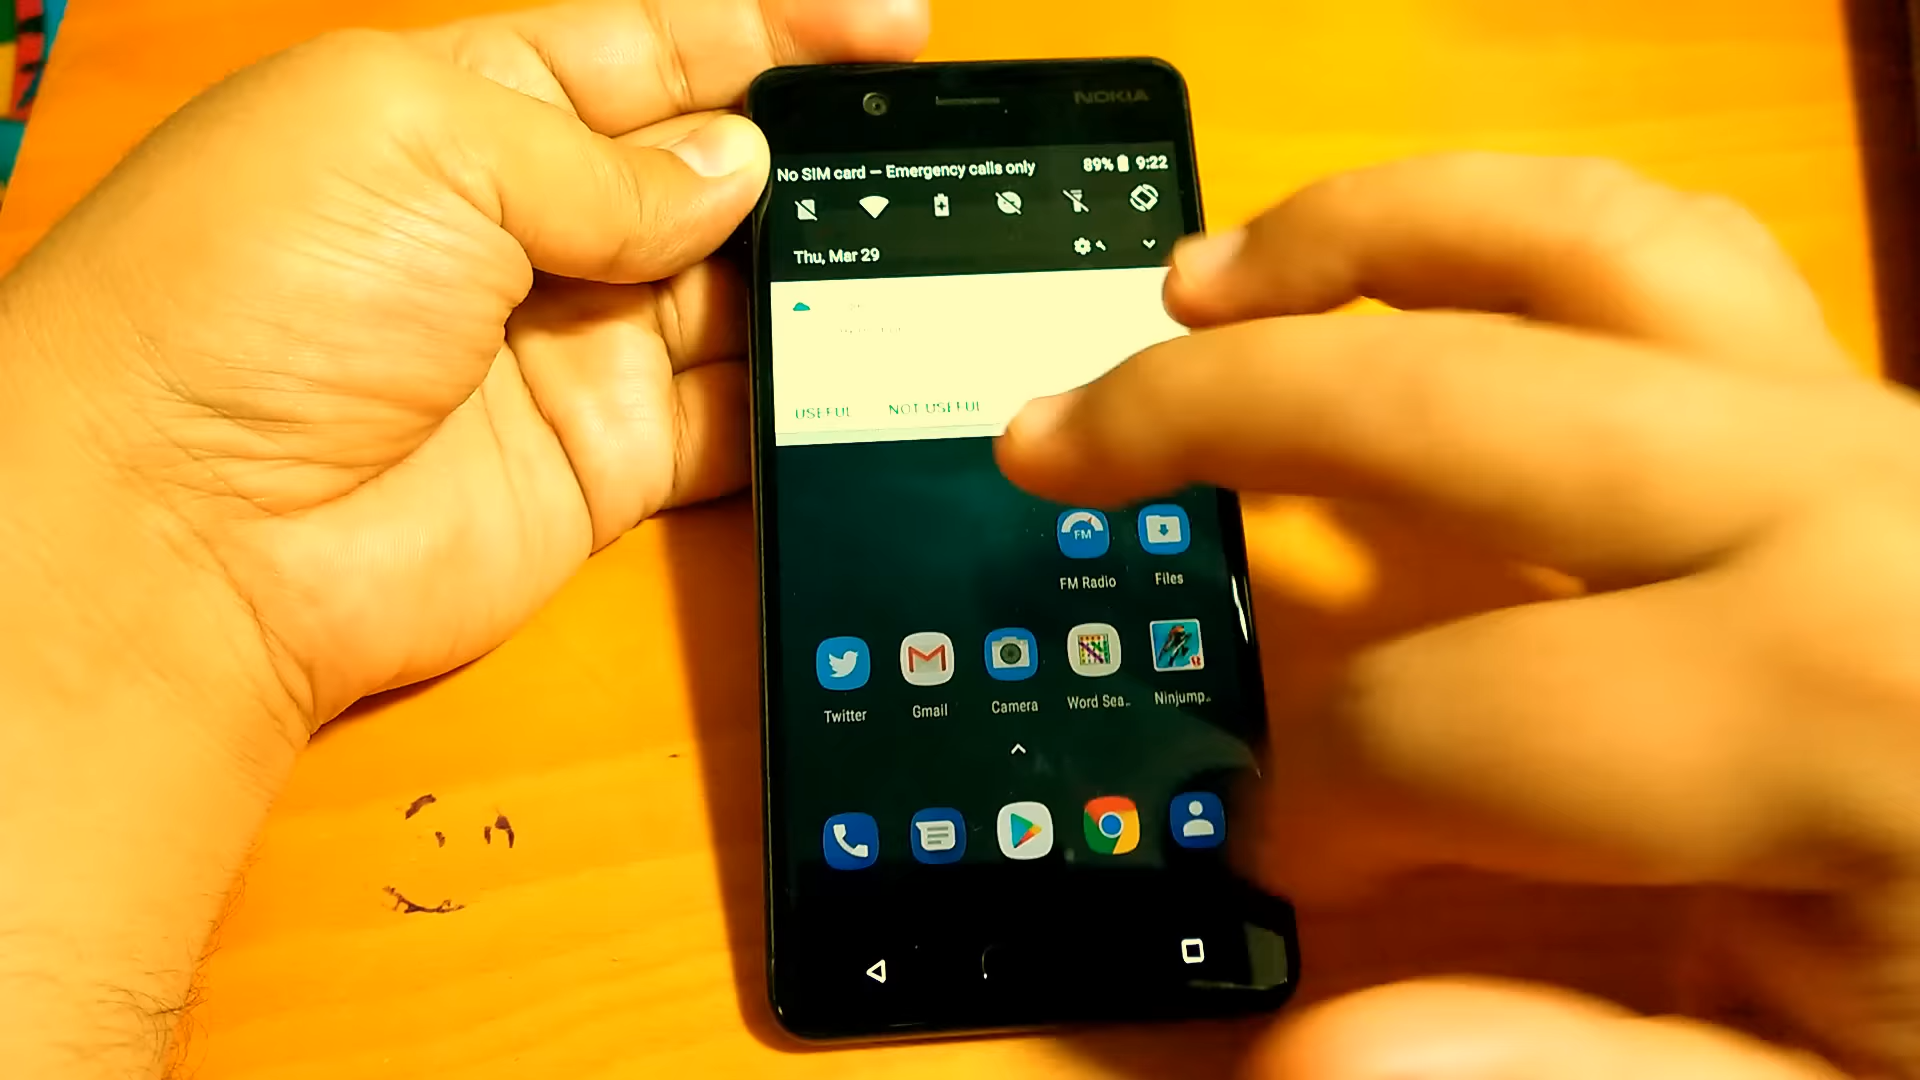 NOKIA
No SIM card — Emergency calls only 89% 9:22
Thu, Mar 29
USEFUL NOT USEFUL
FM
FM Radio Files
Twitter Gmail Camera Word Sea.. Ninjump..